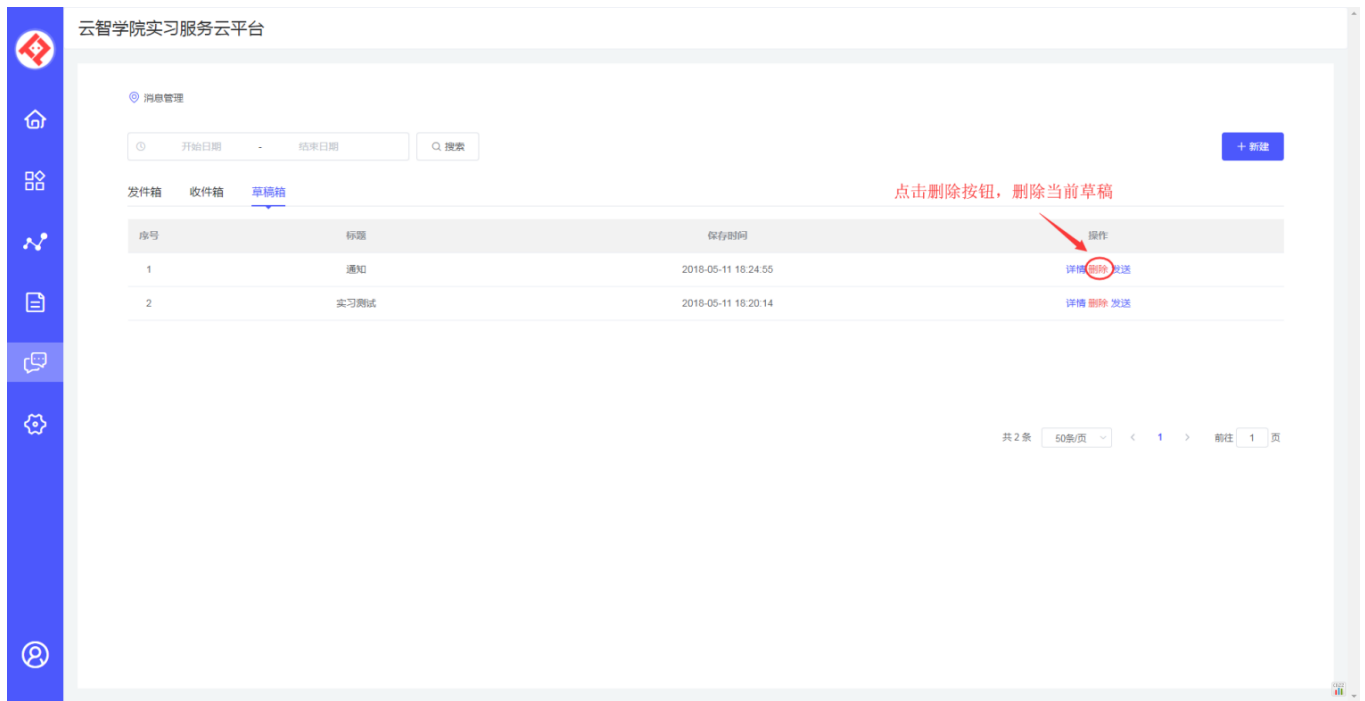 云智学院实习服务云平台
消息管理
开始日期 - 结束日期 搜索 新建
发件箱 收件箱 草稿箱
点击删除按钮，删除当前草稿
序号 标题 保存时间 操作
1 通知 2018-05-11 18:24:55 详情 删除 发送
2 实习测试 2018-05-11 18:20:14 详情 删除 发送
共 2 条 50条/页 1 前往 1 页